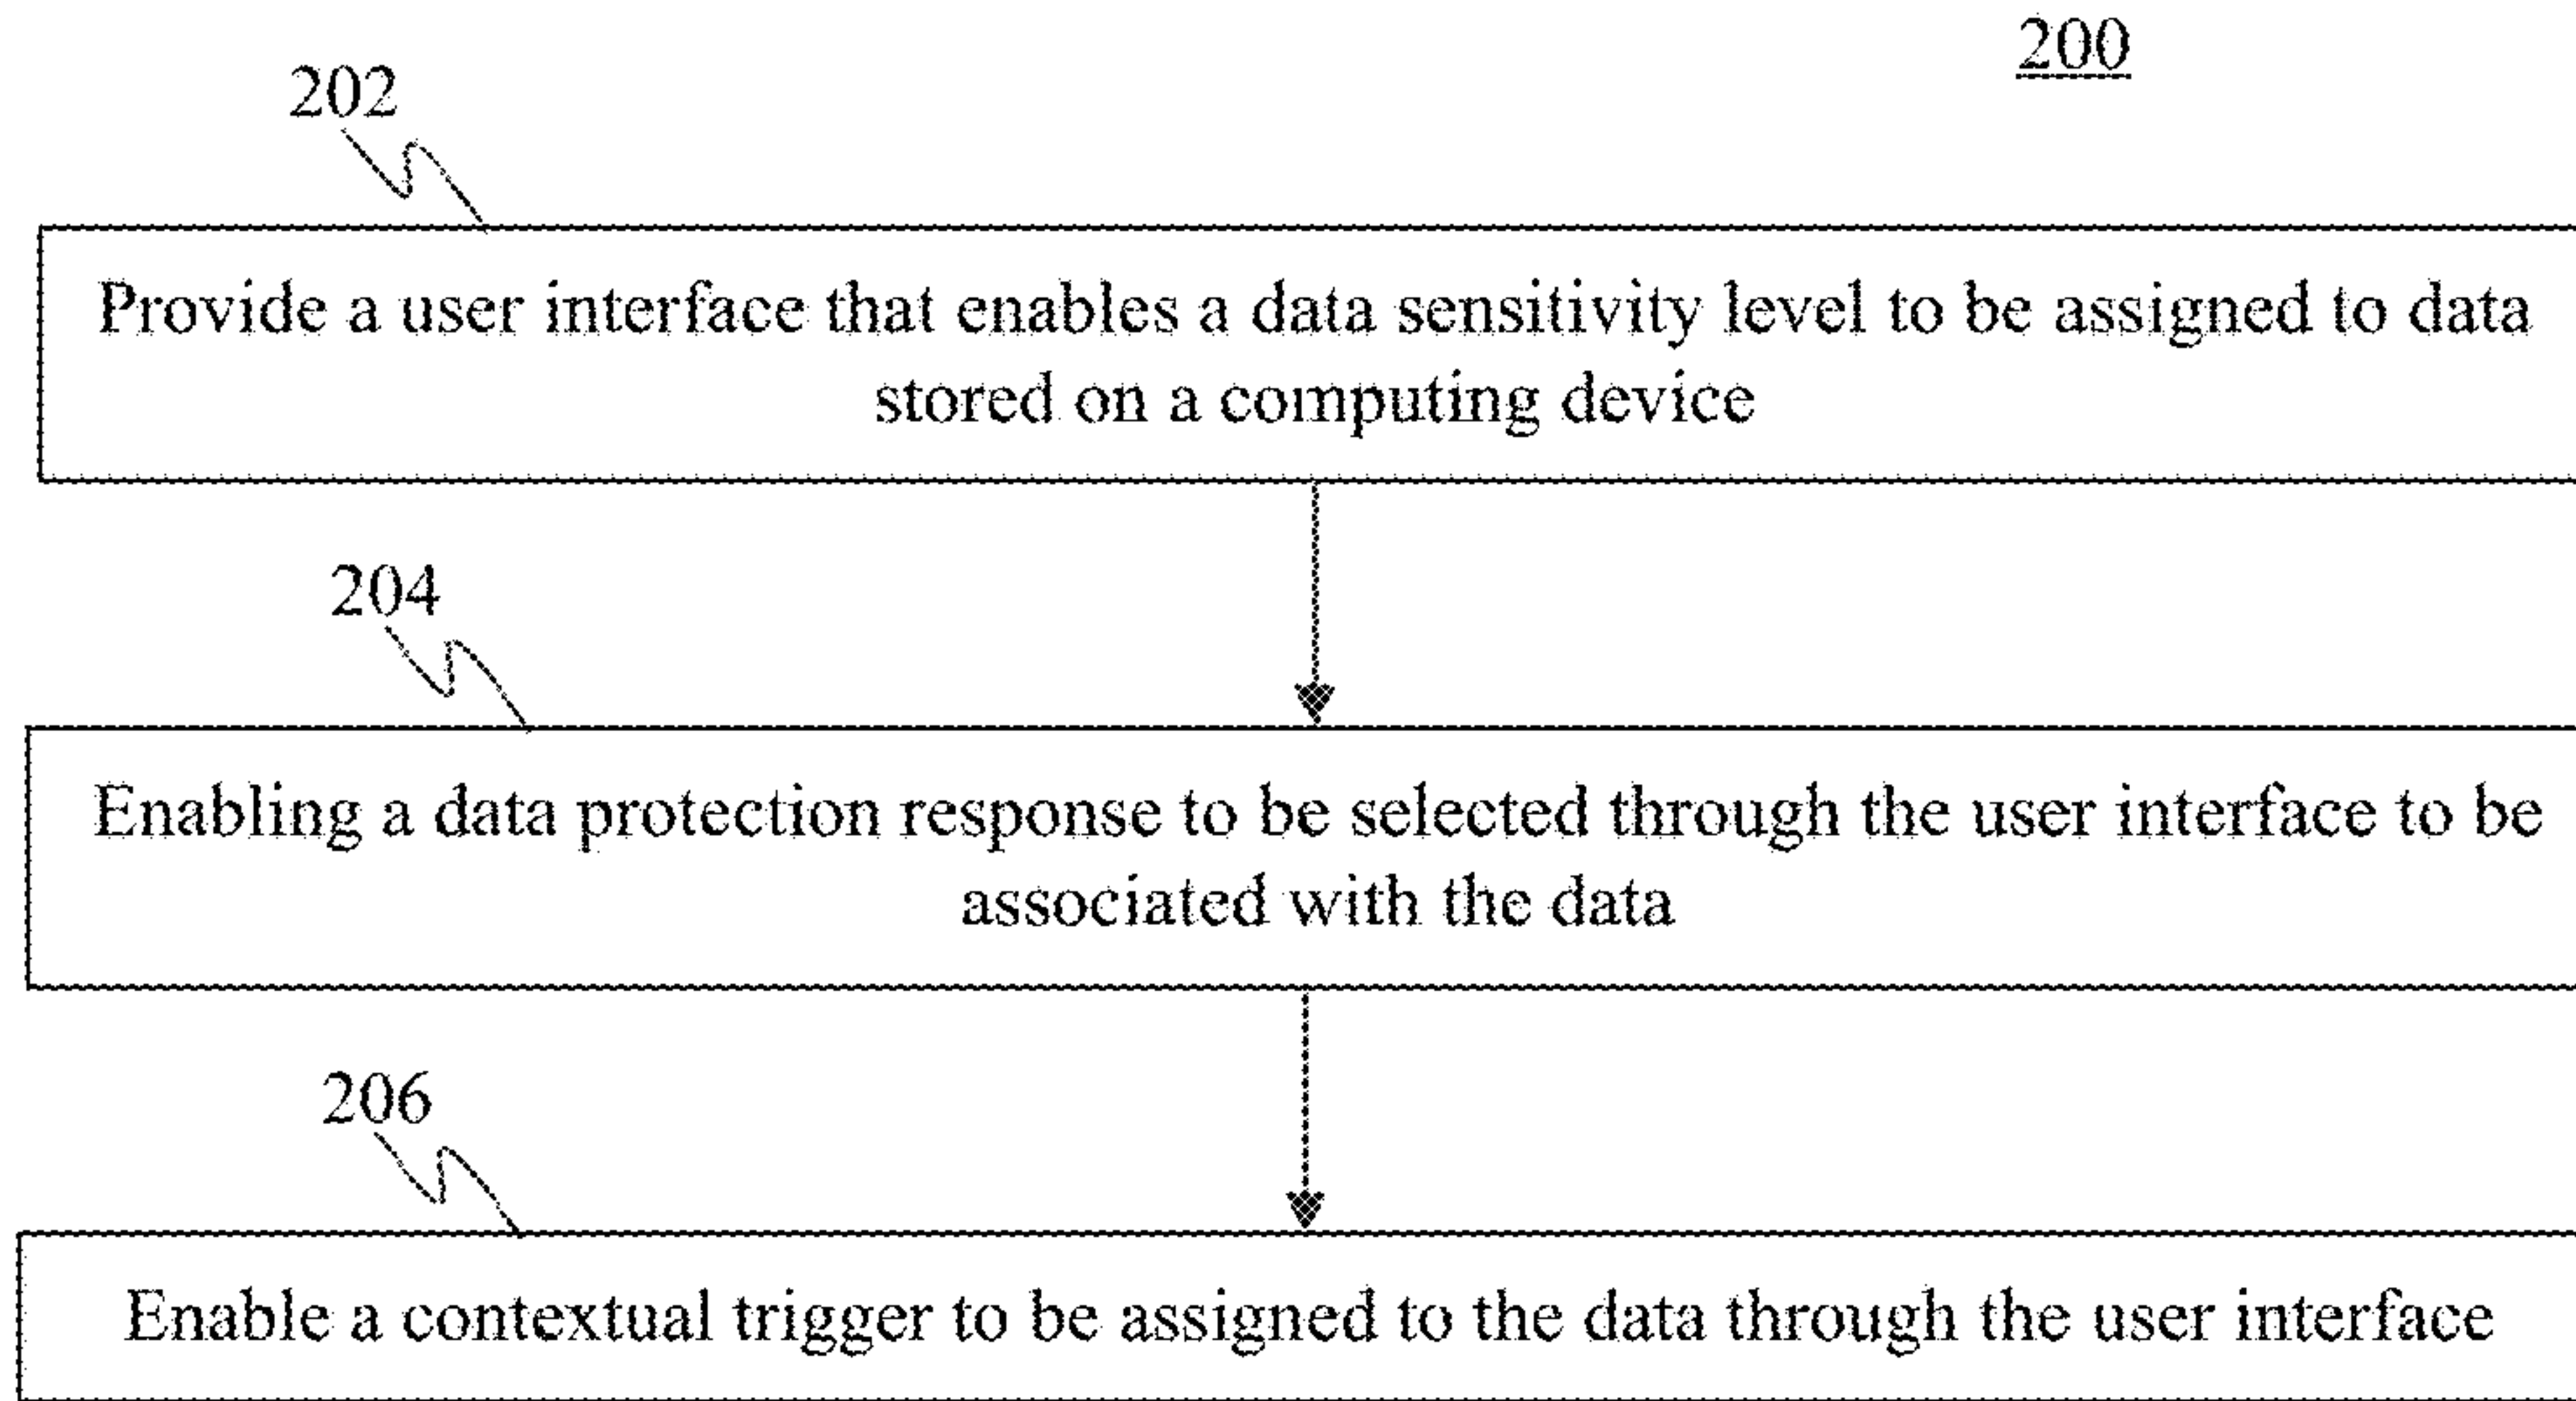 200
202
Provide a user interface that enables a data sensitivity level to be assigned to data
stored on a computing device
204
Enabling a data protection response to be selected through the user interface to be
associated with the data
206
Enable a contextual trigger to be assigned to the data through the user interface